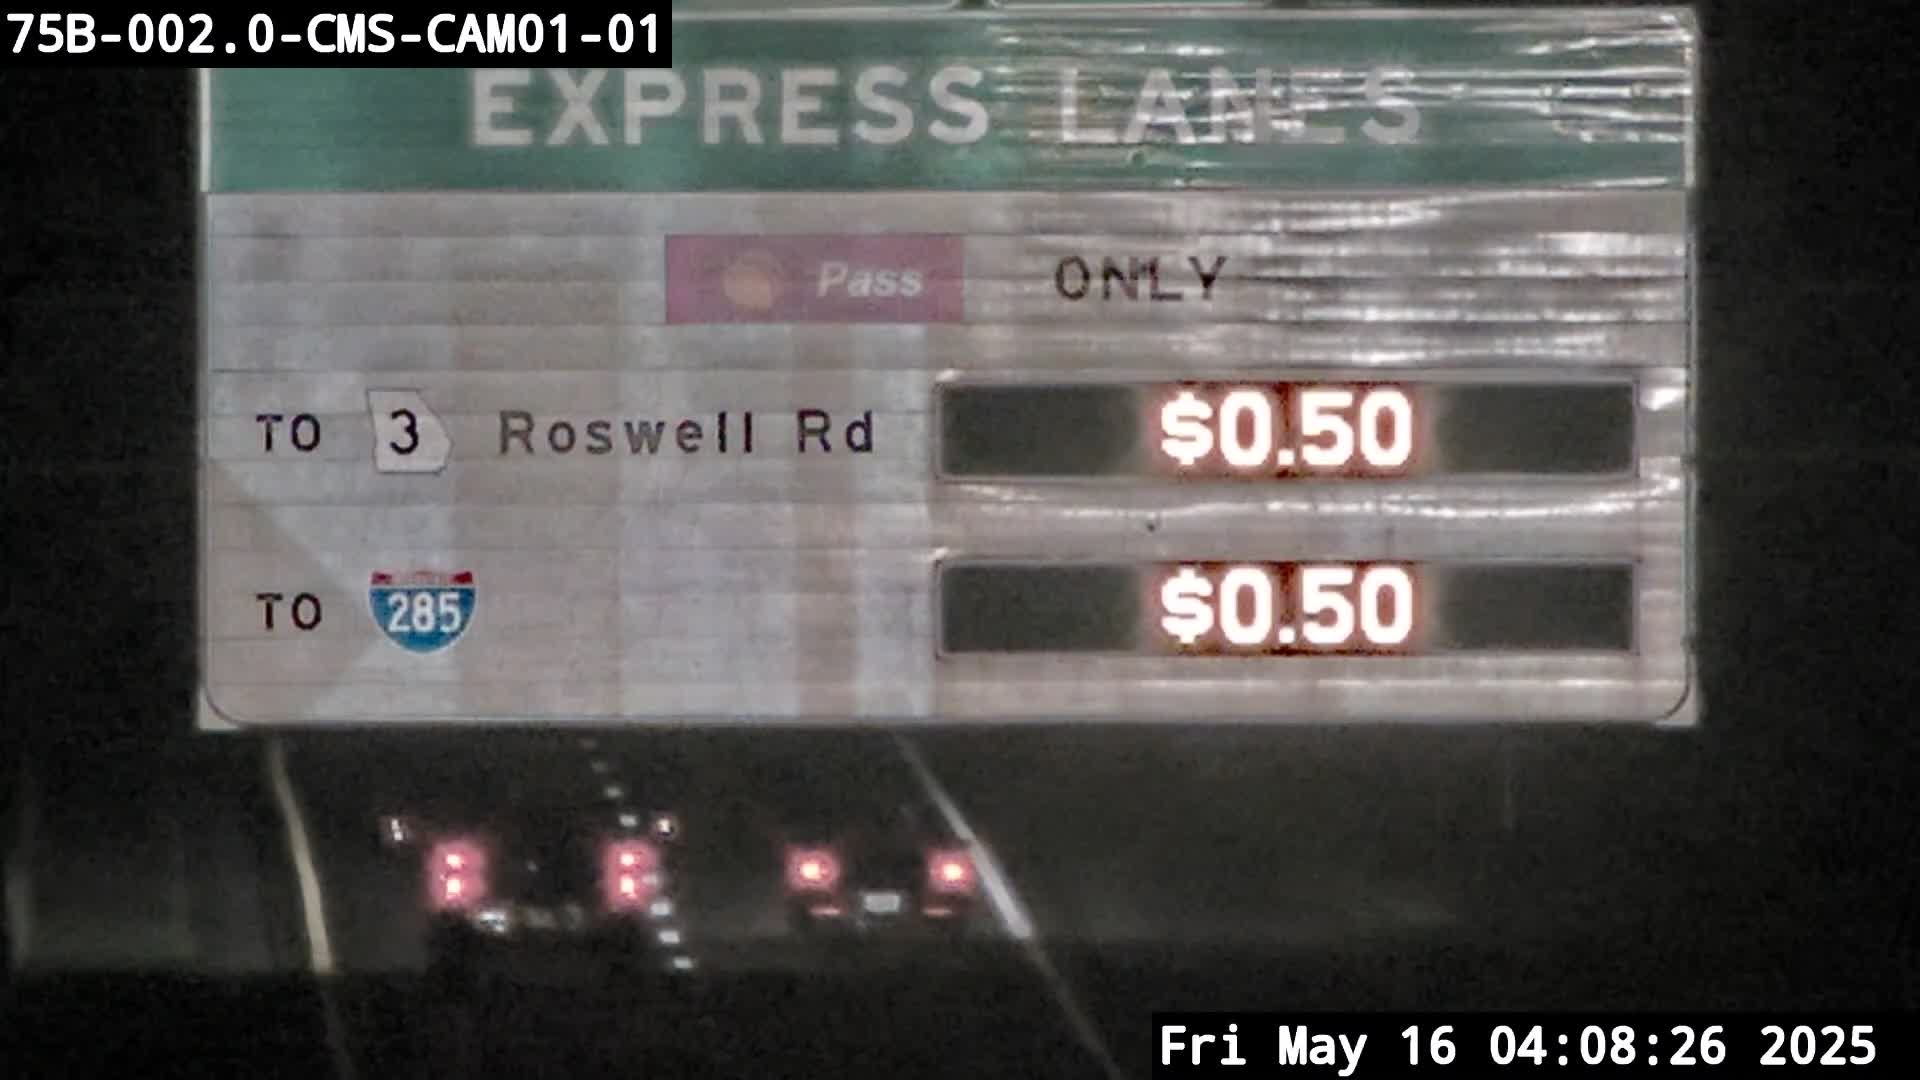 75B-002.0-CMS-CAM01-01
EXPRESS LANES
Pass ONLY
TO 3 Roswell Rd $0.50
TO 285 $0.50
Fri May 16 04:08:26 2025